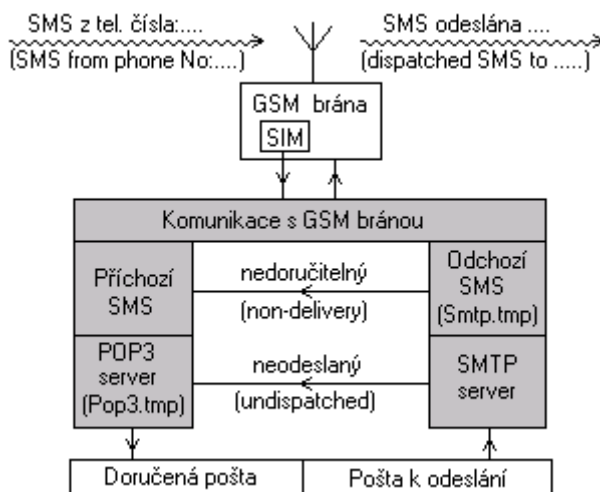 SMS z tel. čísla:....
(SMS from phone No:....)
SMS odeslána ....
(dispatched SMS to .....)
GSM brána
SIM
Komunikace s GSM bránou
Příchozí
SMS
nedoručitelný
(non-delivery)
Odchozí
SMS
(Smtp.tmp)
POP3
server
(Pop3.tmp)
neodeslaný
(undispatched)
SMTP
server
Doručená pošta
Pošta k odeslání